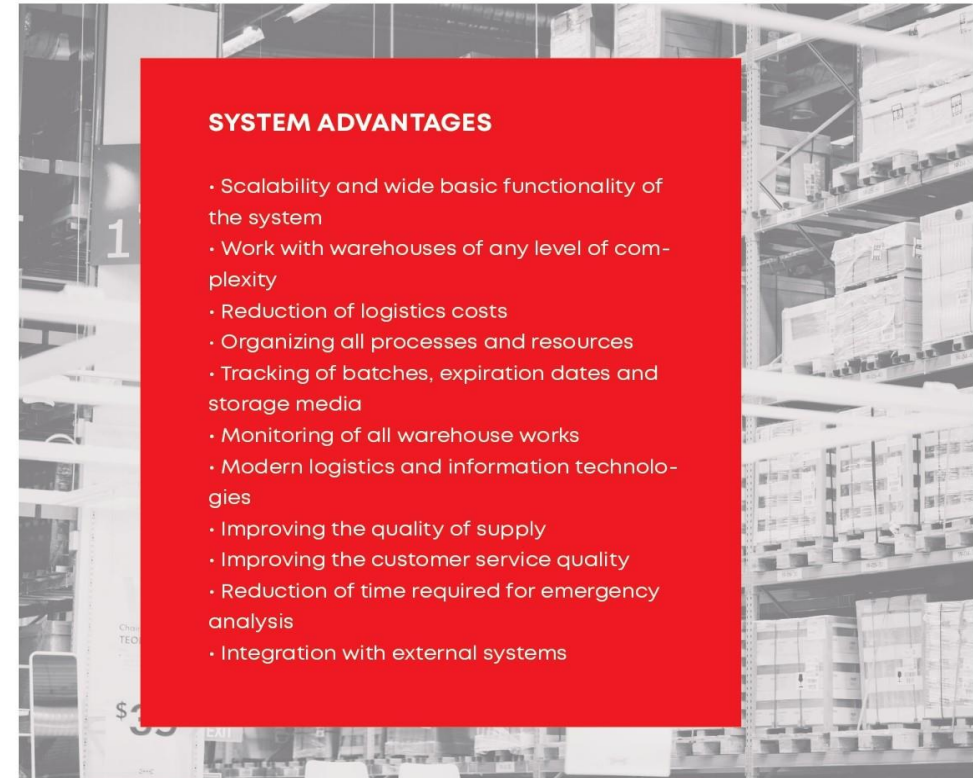 SYSTEM ADVANTAGES
• Scalability and wide basic functionality of
the system
• Work with warehouses of any level of com-
plexity
• Reduction of logistics costs
• Organizing all processes and resources
• Tracking of batches, expiration dates and
storage media
• Monitoring of all warehouse works
• Modern logistics and information technolo-
gies
• Improving the quality of supply
• Improving the customer service quality
• Reduction of time required for emergency
analysis
• Integration with external systems
1
EXIT